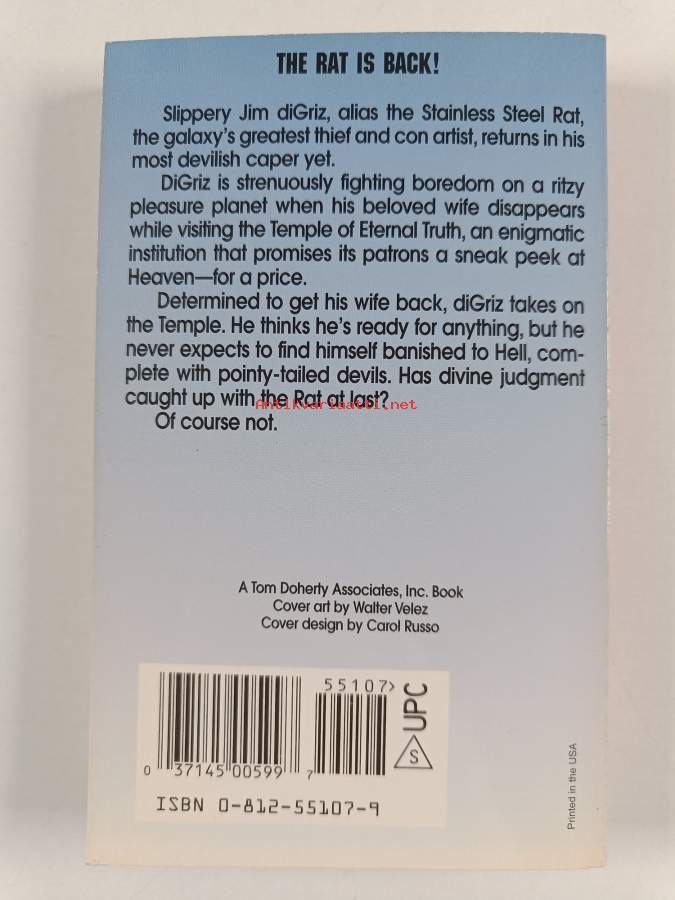 THE RAT IS BACK!
Slippery Jim diGriz, alias the Stainless Steel Rat,
the galaxy's greatest thief and con artist, returns in his
most devilish caper yet.
DiGriz is strenuously fighting boredom on a ritzy
pleasure planet when his beloved wife disappears
while visiting the Temple of Eternal Truth, an enigmatic
institution that promises its patrons a sneak peek at
Heaven—for a price.
Determined to get his wife back, diGriz takes on
the Temple. He thinks he's ready for anything, but he
never expects to find himself banished to Hell, com-
plete with pointy-tailed devils. Has divine judgment
caught up with the Rat at last?
Antikvariaatti.net
Of course not.
A Tom Doherty Associates, Inc. Book
Cover art by Walter Velez
Cover design by Carol Russo
55107>
UPC
S
0 37145 00599 7
ISBN 0-812-55107-9
Printed in the USA